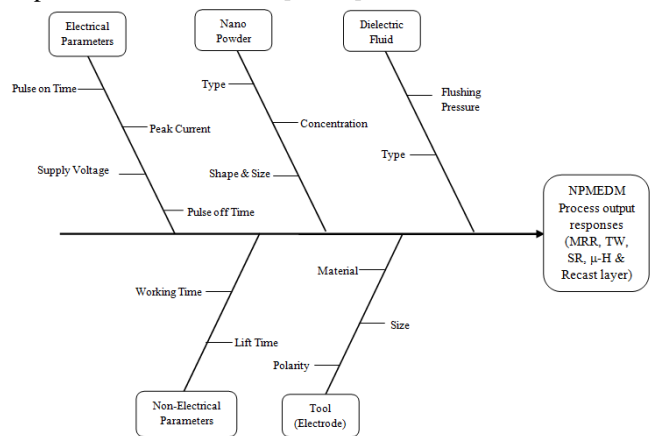 Electrical
Parameters
Nano
Powder
Dielectric
Fluid
Pulse on Time
Peak Current
Supply Voltage
Pulse off Time
Type
Concentration
Shape & Size
Flushing
Pressure
Type
NPMEDM
Process output
responses
(MRR, TW,
SR, µ-H &
Recast layer)
Working Time
Lift Time
Material
Size
Polarity
Non-Electrical
Parameters
Tool
(Electrode)